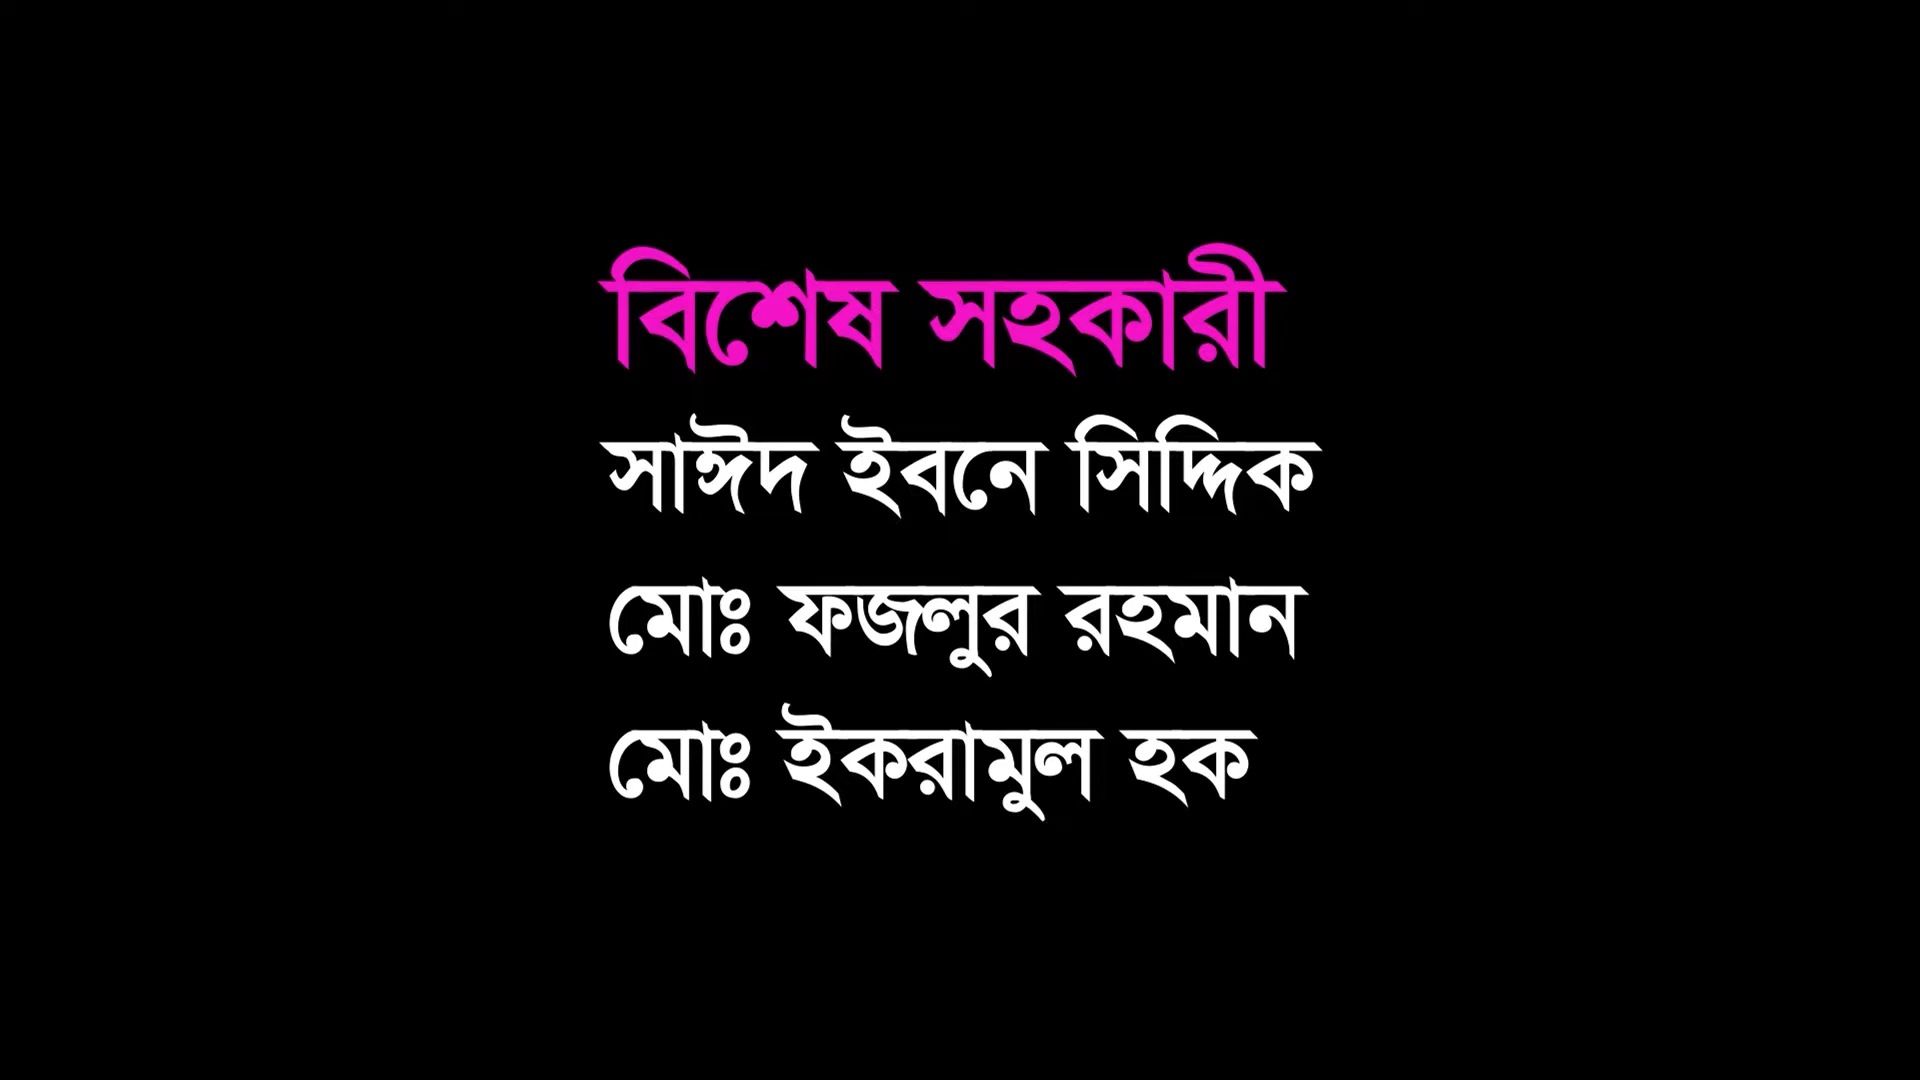 বিশেষ সহকারী
সাঈদ ইবনে সিদ্দিক
মোঃ ফজলুর রহমান
মোঃ ইকরামুল হক